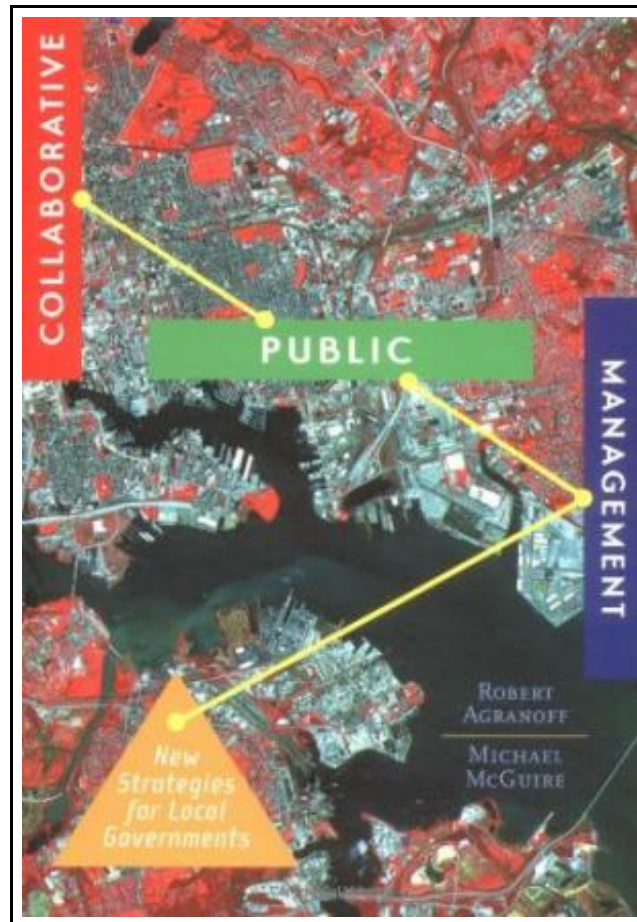 COLLABORATIVE
PUBLIC
MANAGEMENT
New
Strategies
for Local
Governments
ROBERT
AGRANOFF
MICHAEL
MCGUIRE